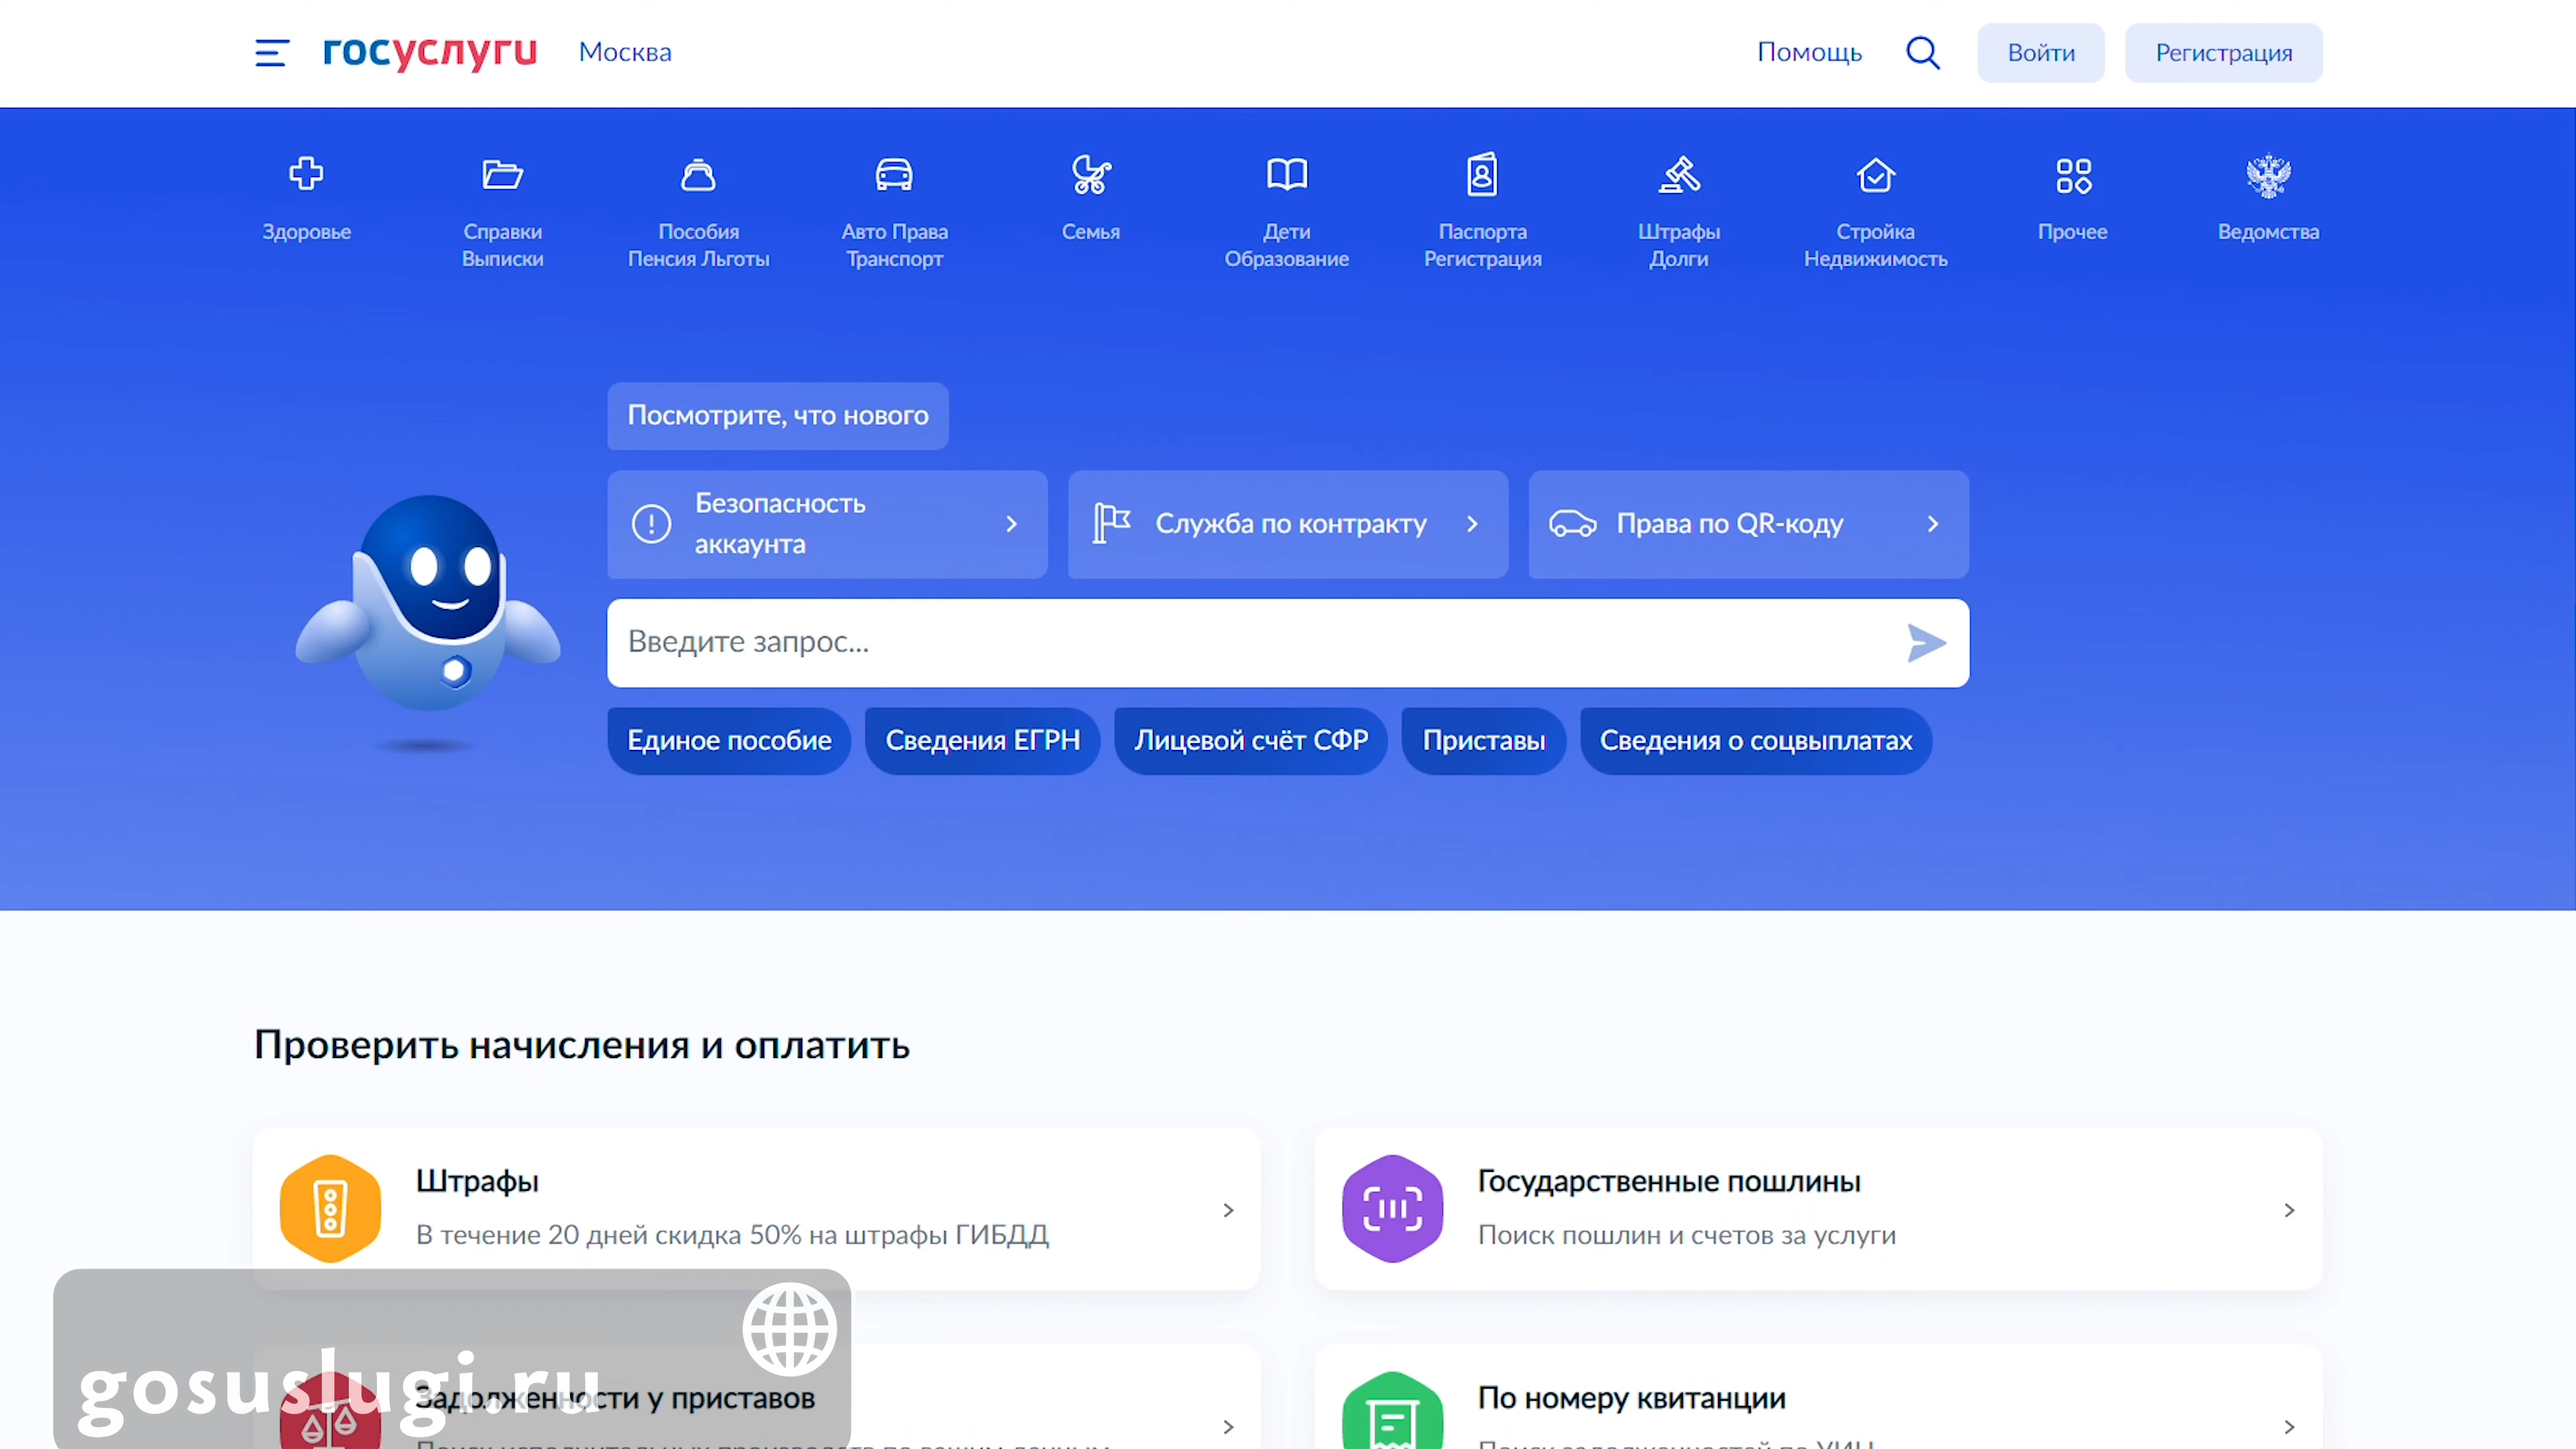 госуслуги
Москва
Помощь
Войти
Регистрация
Здоровье
Справки
Выписки
Пособия
Пенсия Льготы
Авто Права
Транспорт
Семья
Дети
Образование
Паспорта
Регистрация
Штрафы
Долги
Стройка
Недвижимость
Прочее
Ведомства
Посмотрите, что нового
Безопасность
аккаунта
Служба по контракту
Права по QR-коду
Введите запрос...
Единое пособие
Сведения ЕГРН
Лицевой счёт СФР
Приставы
Сведения о соцвыплатах
Проверить начисления и оплатить
Штрафы
В течение 20 дней скидка 50% на штрафы ГИБДД
Государственные пошлины
Поиск пошлин и счетов за услуги
Задолженности у приставов
По номеру квитанции
gosuslugi.ru